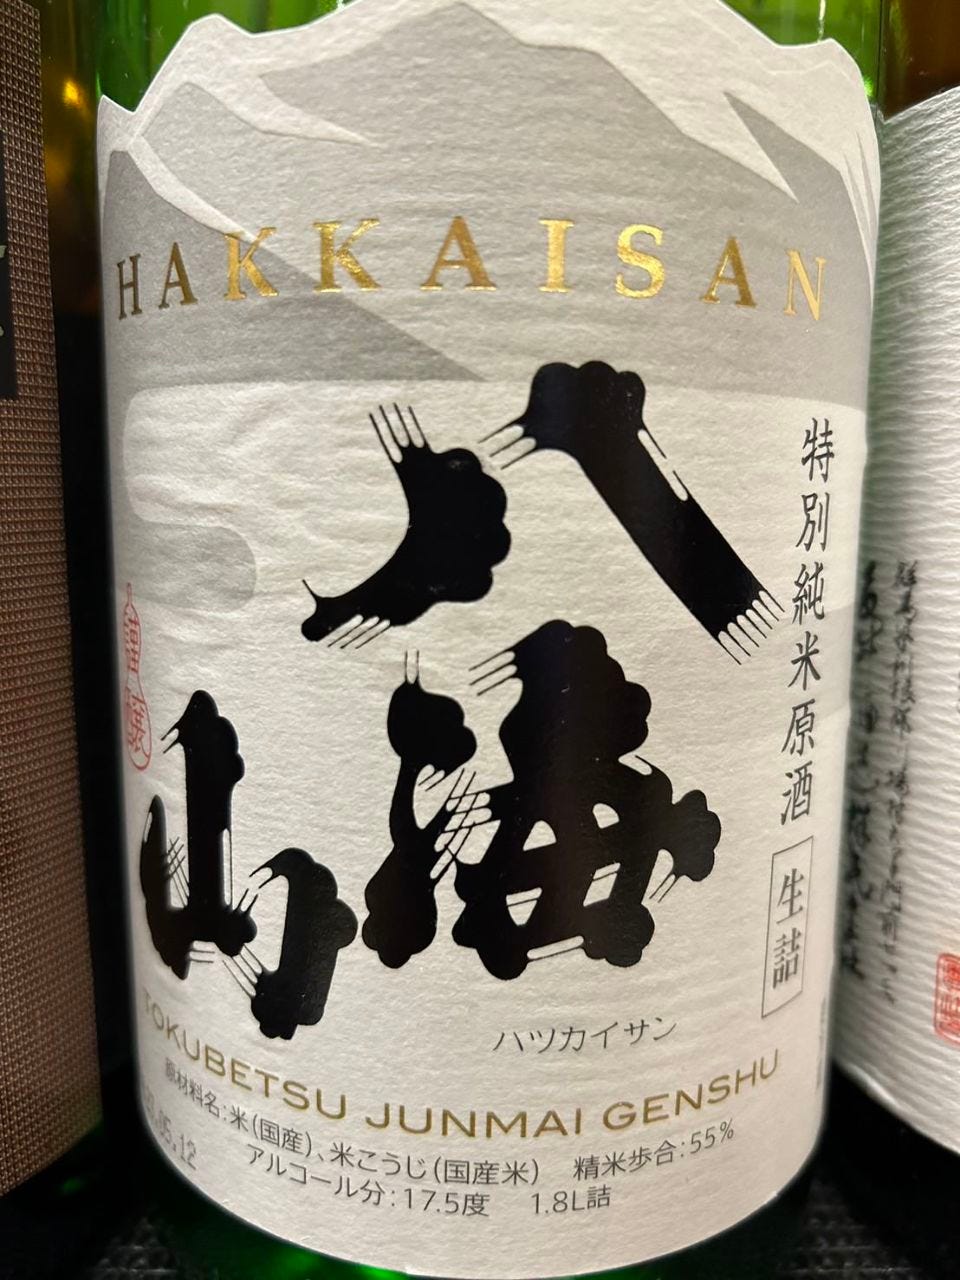 HAKKAISAN
八海山
特別純米原酒
生詰
ハツカイサン
TOKUBETSU JUNMAI GENSHU
原材料名:米(国産)、米こうじ(国産米) 精米歩合:55%
アルコール分:17.5度 1.8L詰
05.12